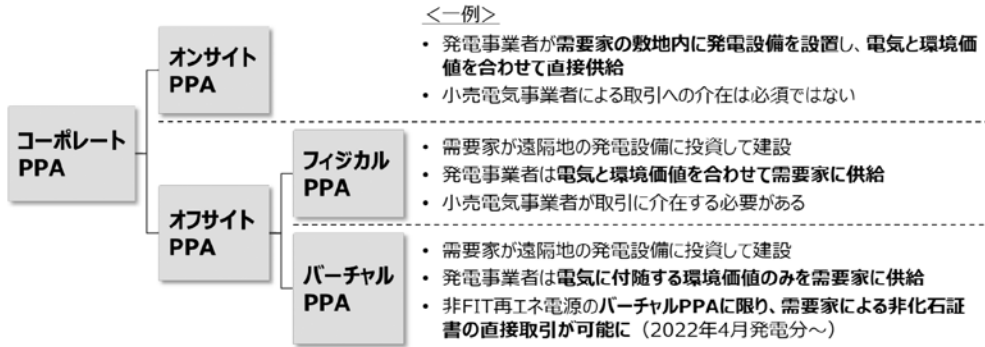 <一例>
コーポレート
PPA
オンサイト
PPA
• 発電事業者が需要家の敷地内に発電設備を設置し、電気と環境価
値を合わせて直接供給
• 小売電気事業者による取引への介在は必須ではない
オフサイト
PPA
フィジカル
PPA
• 需要家が遠隔地の発電設備に投資して建設
• 発電事業者は電気と環境価値を合わせて需要家に供給
• 小売電気事業者が取引に介在する必要がある
バーチャル
PPA
• 需要家が遠隔地の発電設備に投資して建設
• 発電事業者は電気に付随する環境価値のみを需要家に供給
• 非FIT再エネ電源のバーチャルPPAに限り、需要家による非化石証
書の直接取引が可能に（2022年4月発電分～）